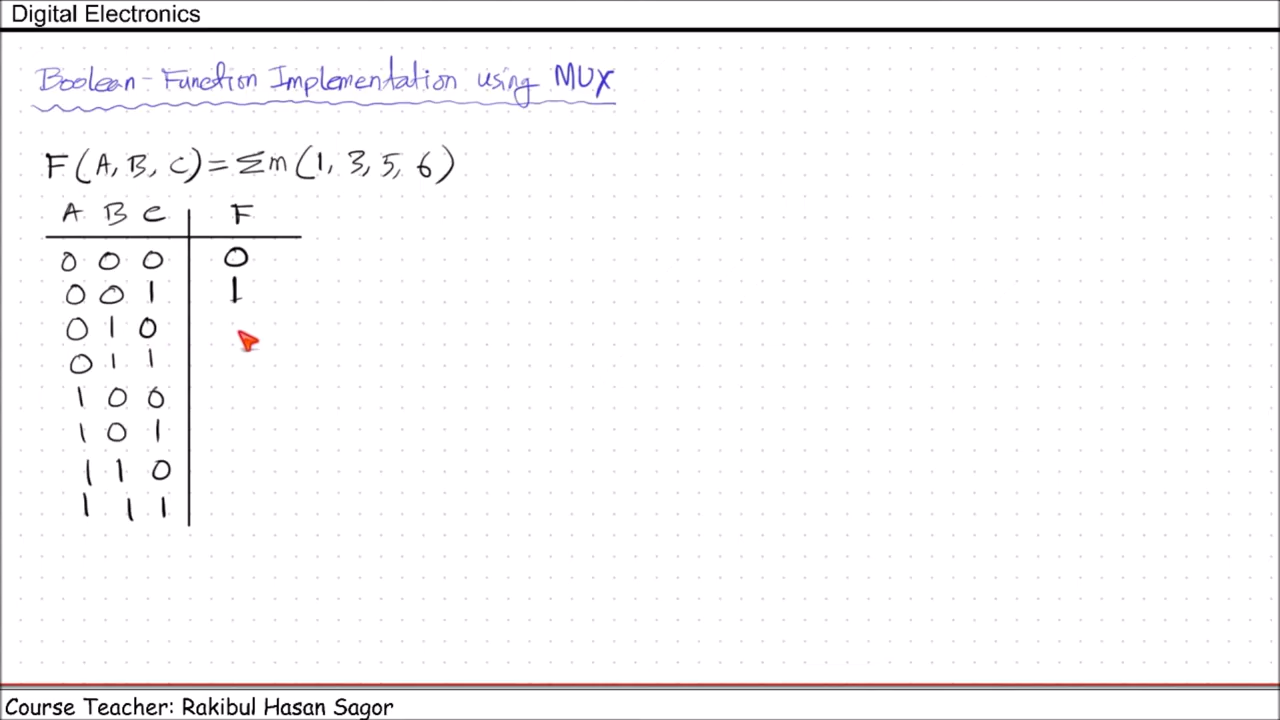 Digital Electronics
Boolean-Function Implementation using MUX
F(A, B, C) = Σm(1, 3, 5, 6)
A B C | F
0 0 0 | 0
0 0 1 | 1
0 1 0
0 1 1
1 0 0
1 0 1
1 1 0
1 1 1
Course Teacher: Rakibul Hasan Sagor